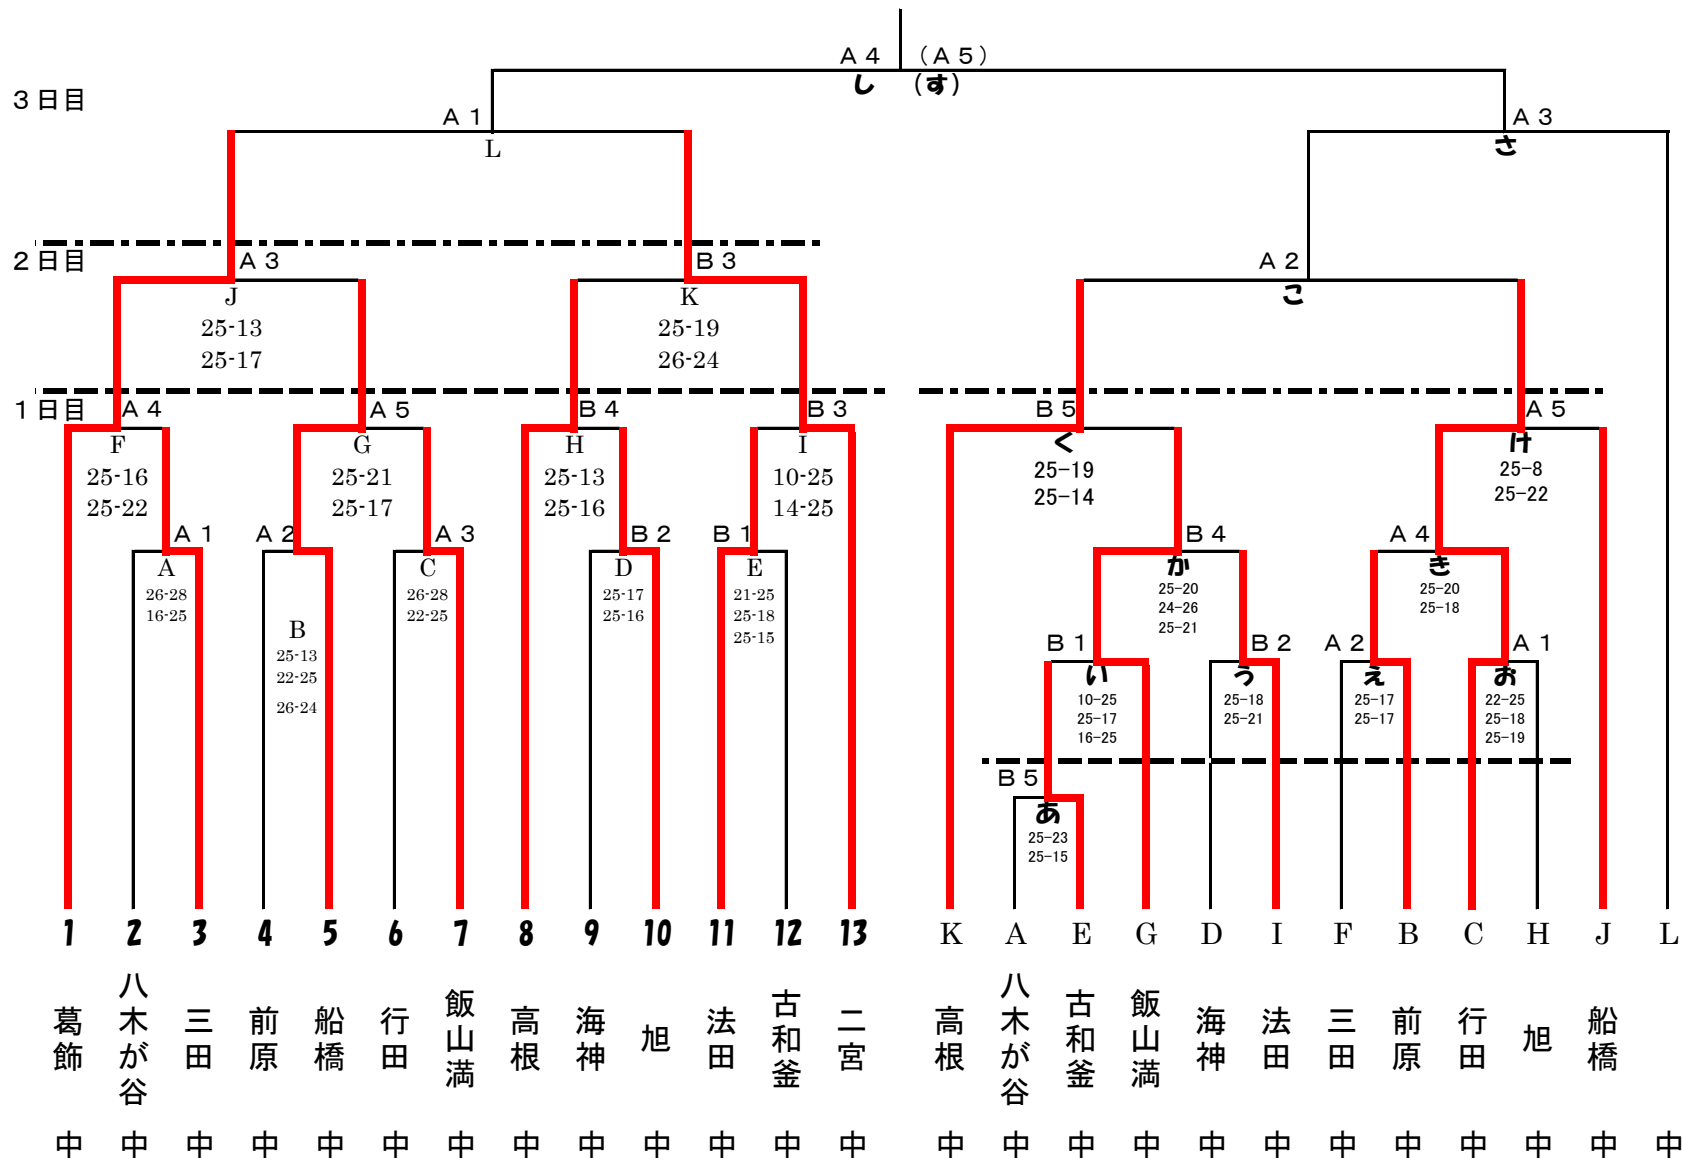 A4 (A5)
し (す)
3日目
A1
L
A3
さ
2日目
A3
J
25-13
25-17
B3
K
25-19
26-24
A2
こ
1日目
A4
F
25-16
25-22
A5
G
25-21
25-17
B4
H
25-13
25-16
B3
I
10-25
14-25
B5
く
25-19
25-14
A5
け
25-8
25-22
A1
A
26-28
16-25
A2
B
25-13
22-25
26-24
A3
C
26-28
22-25
B2
D
25-17
25-16
B1
E
21-25
25-18
25-15
B4
か
25-20
24-26
25-21
A4
き
25-20
25-18
B1
い
10-25
25-17
16-25
B2
う
25-18
25-21
A2
え
25-17
25-17
A1
お
22-25
25-18
25-19
B5
あ
25-23
25-15
1 2 3 4 5 6 7 8 9 10 11 12 13 K A E G D I F B C H J L
葛飾中
八木が谷中
三田中
前原中
船橋中
行田中
飯山満中
高根中
海神中
旭中
法田中
古和釜中
二宮中
高根中
八木が谷中
古和釜中
飯山満中
海神中
法田中
三田中
前原中
行田中
旭中
船橋中
中